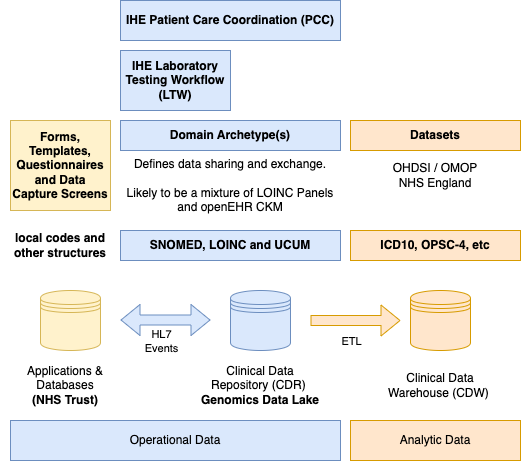 IHE Patient Care Coordination (PCC)
IHE Laboratory
Testing Workflow
(LTW)
Forms,
Templates,
Questionnaires
and Data
Capture Screens
Domain Archetype(s)
Defines data sharing and exchange.
Likely to be a mixture of LOINC Panels
and openEHR CKM
Datasets
OHDSI / OMOP
NHS England
local codes and
other structures
SNOMED, LOINC and UCUM
ICD10, OPSC-4, etc
HL7
Events
ETL
Applications &
Databases
(NHS Trust)
Clinical Data
Repository (CDR)
Genomics Data Lake
Clinical Data
Warehouse (CDW)
Operational Data
Analytic Data